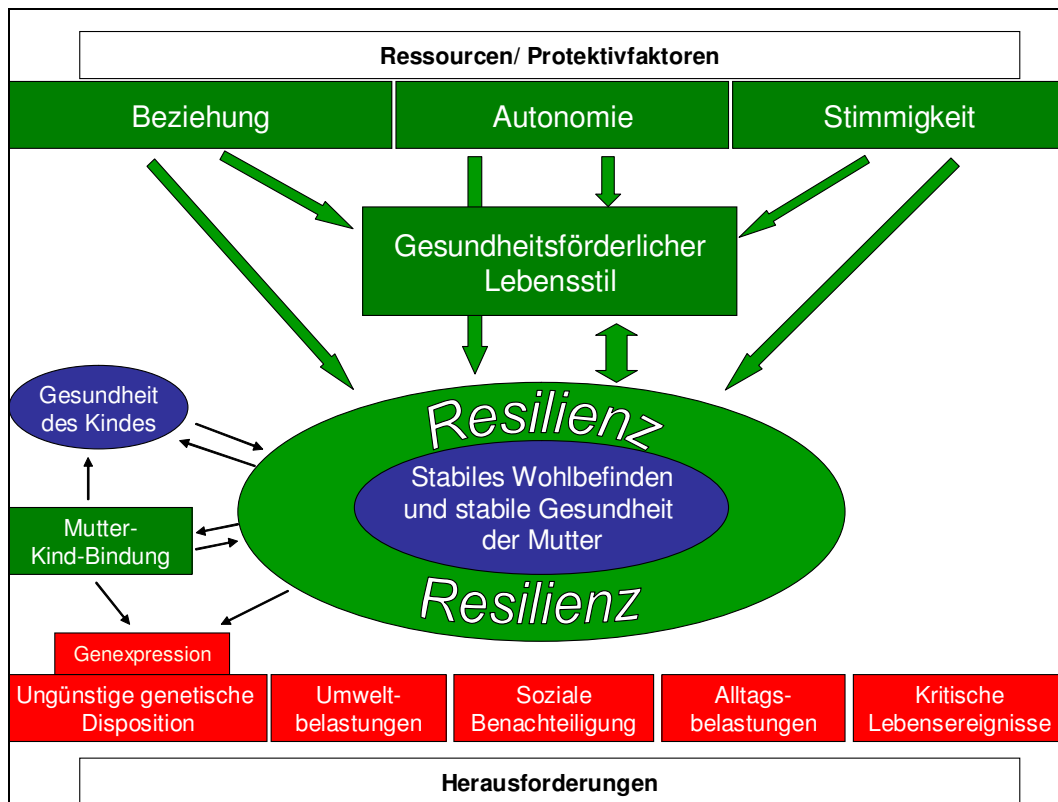 Ressourcen/ Protektivfaktoren
Beziehung
Autonomie
Stimmigkeit
Gesundheitsförderlicher
Lebensstil
Gesundheit
des Kindes
Resilienz
Stabiles Wohlbefinden
und stabile Gesundheit
der Mutter
Mutter-
Kind-Bindung
Resilienz
Genexpression
Ungünstige genetische
Disposition
Umwelt-
belastungen
Soziale
Benachteiligung
Alltags-
belastungen
Kritische
Lebensereignisse
Herausforderungen